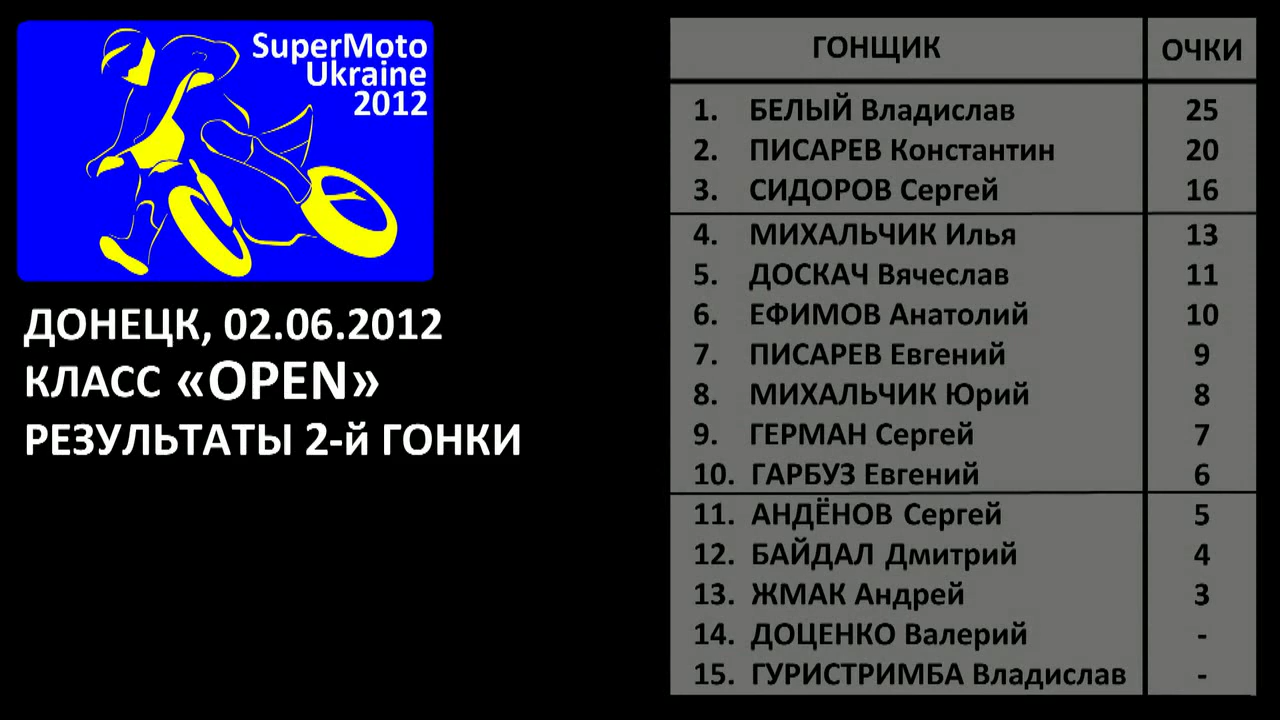 SuperMoto
Ukraine
2012
ДОНЕЦК, 02.06.2012
КЛАСС «OPEN»
РЕЗУЛЬТАТЫ 2-й ГОНКИ
ГОНЩИК ОЧКИ
1. БЕЛЫЙ Владислав 25
2. ПИСАРЕВ Константин 20
3. СИДОРОВ Сергей 16
4. МИХАЛЬЧИК Илья 13
5. ДОСКАЧ Вячеслав 11
6. ЕФИМОВ Анатолий 10
7. ПИСАРЕВ Евгений 9
8. МИХАЛЬЧИК Юрий 8
9. ГЕРМАН Сергей 7
10. ГАРБУЗ Евгений 6
11. АНДЁНОВ Сергей 5
12. БАЙДАЛ Дмитрий 4
13. ЖМАК Андрей 3
14. ДОЦЕНКО Валерий -
15. ГУРИСТРИМБА Владислав -